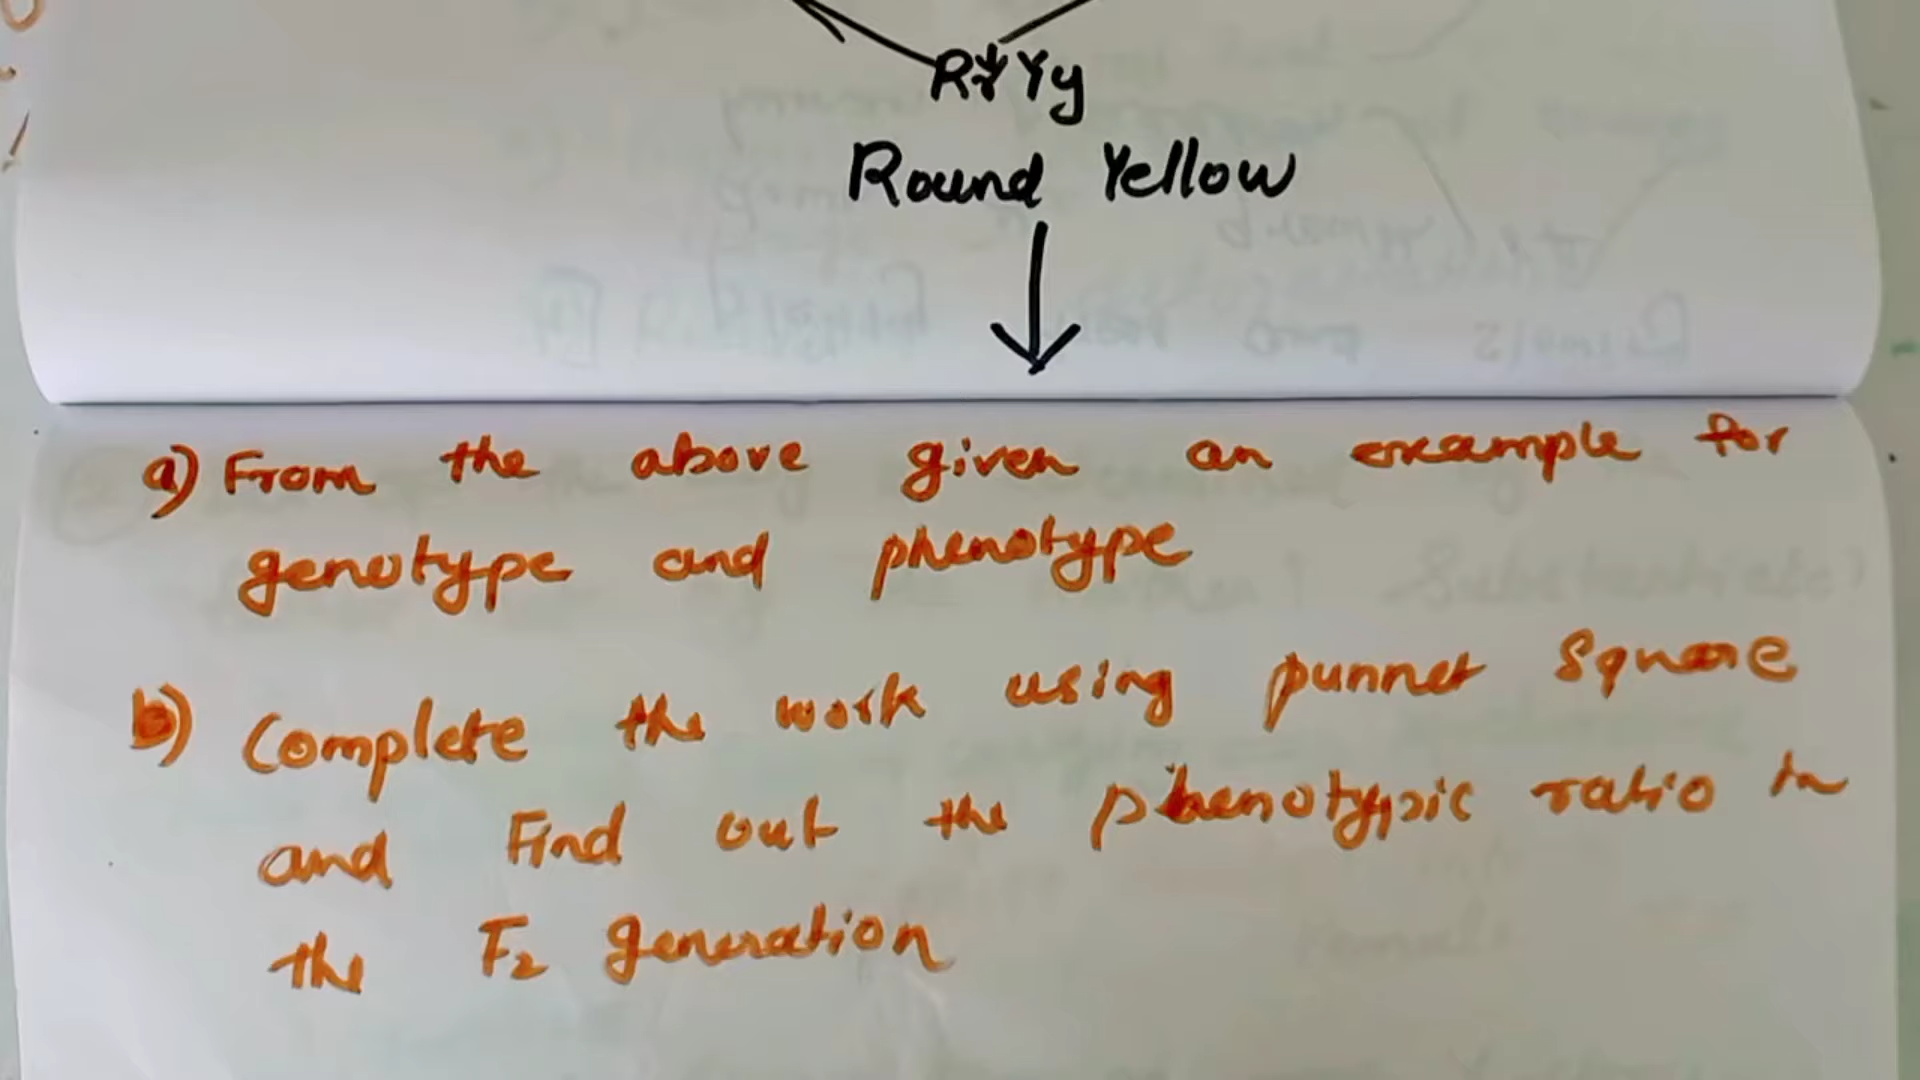 RrYy
Round Yellow
a) From the above given an example for
genotype and phenotype
b) Complete the work using punnet Square
and Find out the phenotypic ratio in
the F2 generation